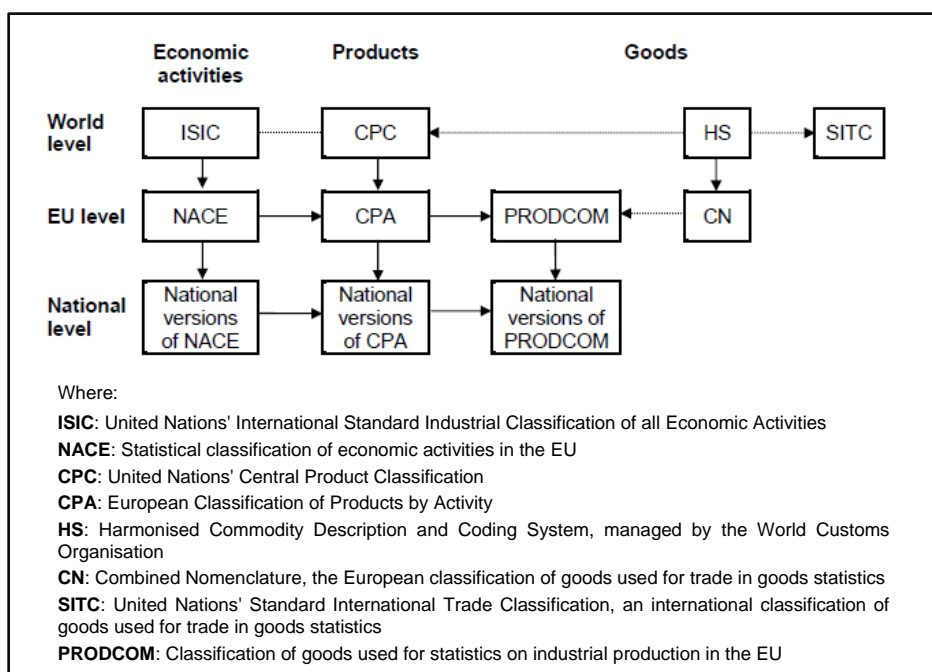 Economic activities
Products
Goods
World level
ISIC
CPC
HS
SITC
EU level
NACE
CPA
PRODCOM
CN
National level
National versions of NACE
National versions of CPA
National versions of PRODCOM
Where:
ISIC: United Nations' International Standard Industrial Classification of all Economic Activities
NACE: Statistical classification of economic activities in the EU
CPC: United Nations' Central Product Classification
CPA: European Classification of Products by Activity
HS: Harmonised Commodity Description and Coding System, managed by the World Customs
Organisation
CN: Combined Nomenclature, the European classification of goods used for trade in goods statistics
SITC: United Nations' Standard International Trade Classification, an international classification of
goods used for trade in goods statistics
PRODCOM: Classification of goods used for statistics on industrial production in the EU